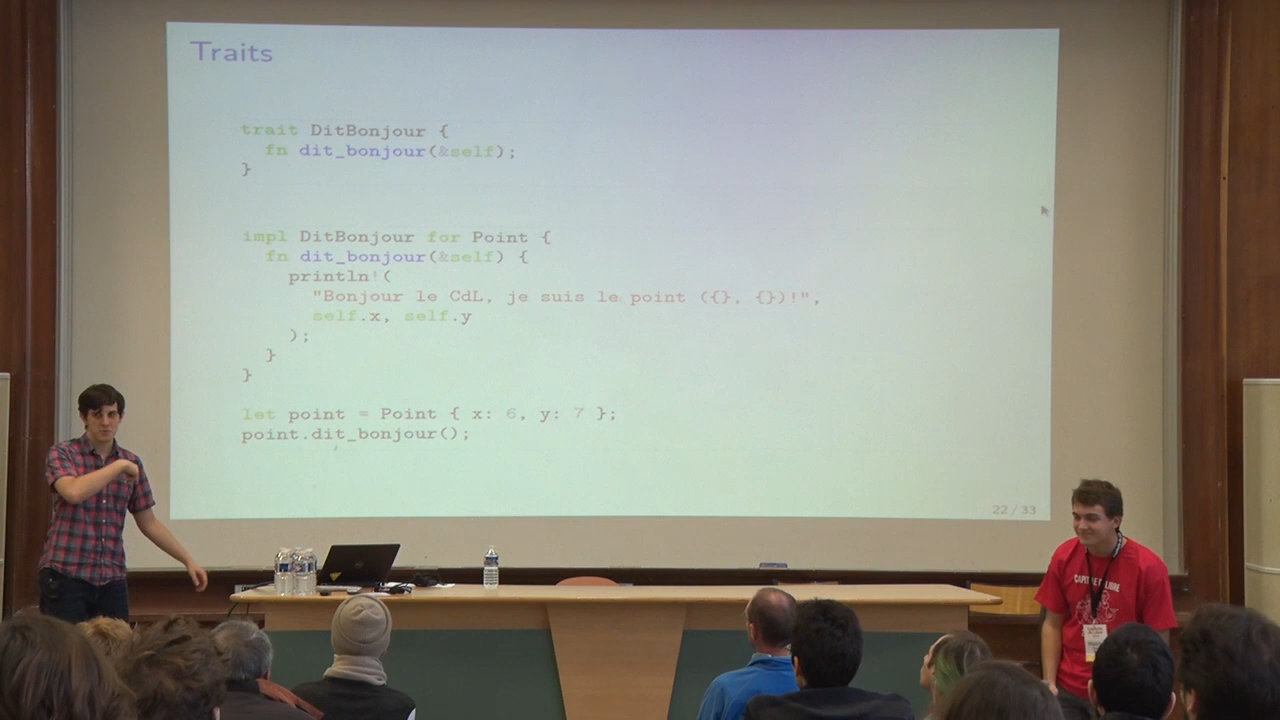 Traits
trait DitBonjour {
fn dit_bonjour(&self);
}
impl DitBonjour for Point {
fn dit_bonjour(&self) {
println!(
"Bonjour le CdL, je suis le point ({}, {})!",
self.x, self.y
);
}
}
let point = Point { x: 6, y: 7 };
point.dit_bonjour();
22 / 33